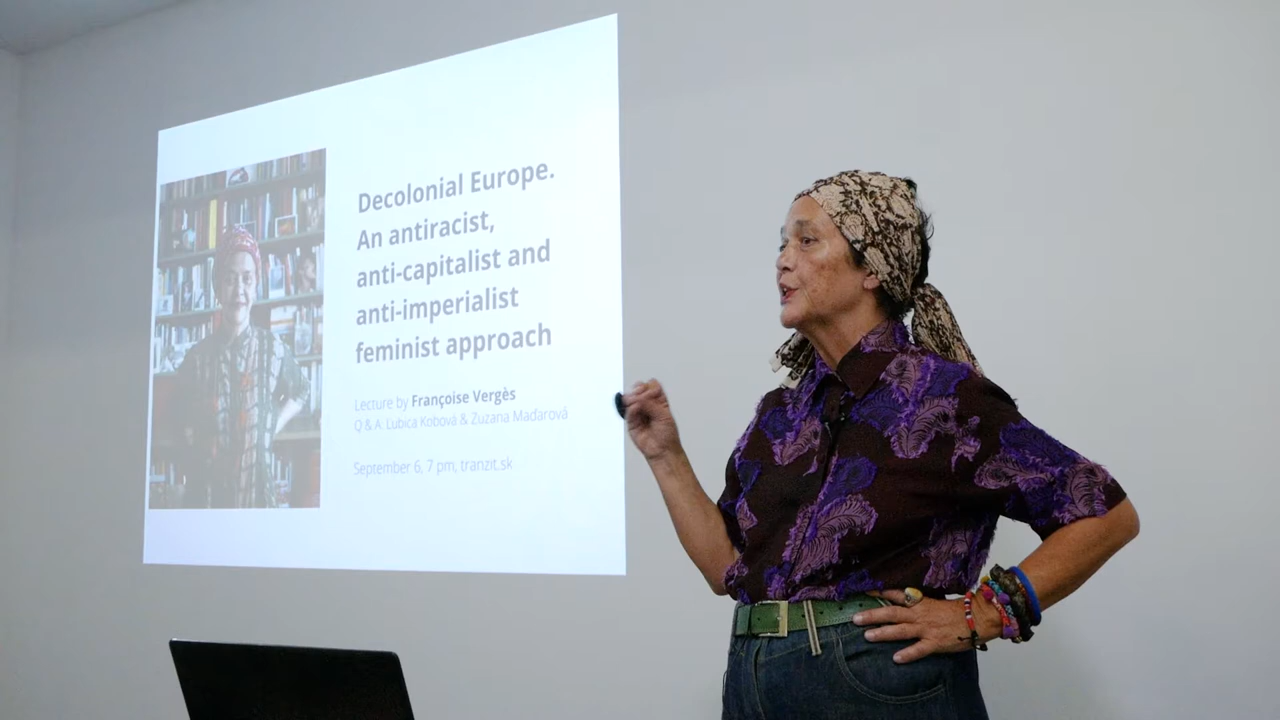 Decolonial Europe.
An antiracist,
anti-capitalist and
anti-imperialist
feminist approach
Lecture by Françoise Vergès
Q & A: Ľubica Kobová & Zuzana Maďarová
September 6, 7 pm, tranzit.sk